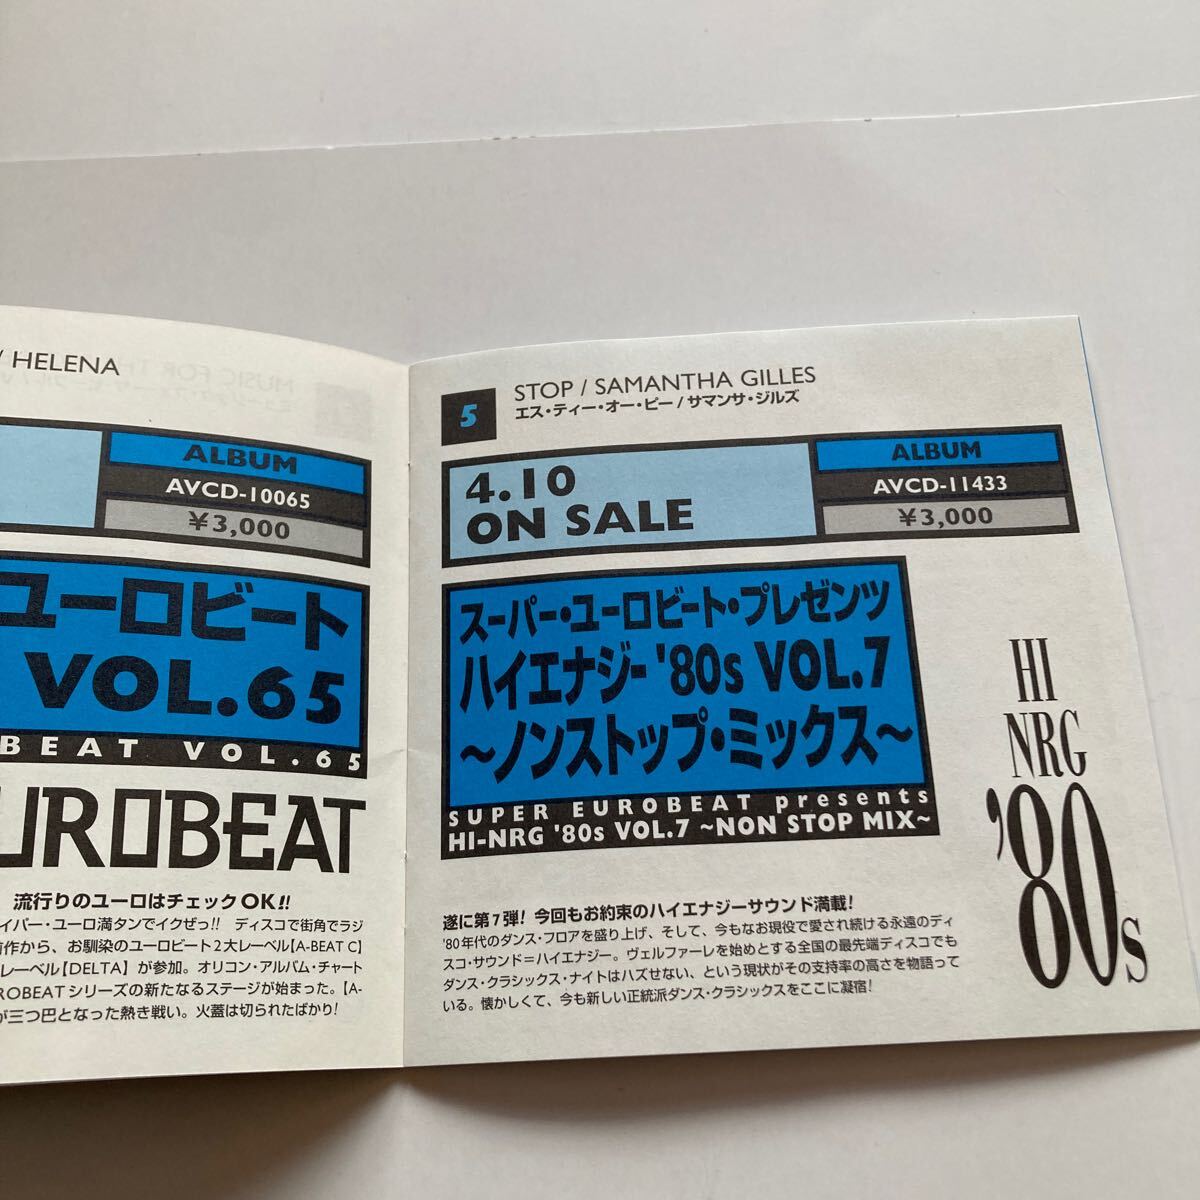 / HELENA
ALBUM
AVCD-10065
¥3,000
ユーロビート
VOL.65
BEAT VOL.65
UROBEAT
流行りのユーロはチェックOK!!
イパー・ユーロ満タンでイクぜっ!! ディスコで街角でラジ
前作から、お馴染のユーロビート2大レーベル【A-BEAT C】
レーベル【DELTA】が参加。オリコン・アルバム・チャート
ROBEATシリーズの新たなるステージが始まった。【A-
が三つ巴となった熱き戦い。火蓋は切られたばかり!
5
STOP / SAMANTHA GILLES
エス・ティー・オー・ピー / サマンサ・ジルズ
4.10
ON SALE
ALBUM
AVCD-11433
¥3,000
スーパー・ユーロビート・プレゼンツ
ハイエナジー '80s VOL.7
～ノンストップ・ミックス～
SUPER EUROBEAT presents
HI-NRG '80s VOL.7 ~NON STOP MIX~
HI
NRG
'80s
遂に第7弾! 今回もお約束のハイエナジーサウンド満載!
'80年代のダンス・フロアを盛り上げ、そして、今もなお現役で愛され続ける永遠のディ
スコ・サウンド=ハイエナジー。ヴェルファーレを始めとする全国の最先端ディスコでも
ダンス・クラシックス・ナイトはハズせない、という現状がその支持率の高さを物語って
いる。懐かしくて、今も新しい正統派ダンス・クラシックスをここに凝宿!